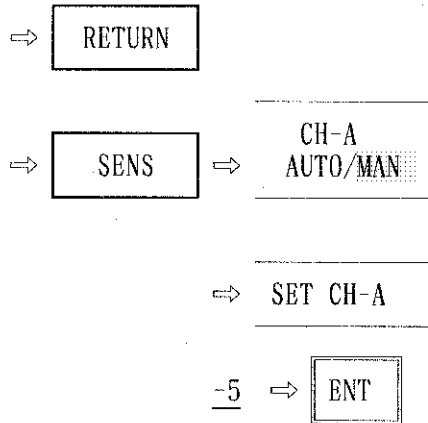 ⇨ RETURN
⇨ SENS ⇨ CH-A
AUTO/MAN
⇨ SET CH-A
-5 ⇨ ENT